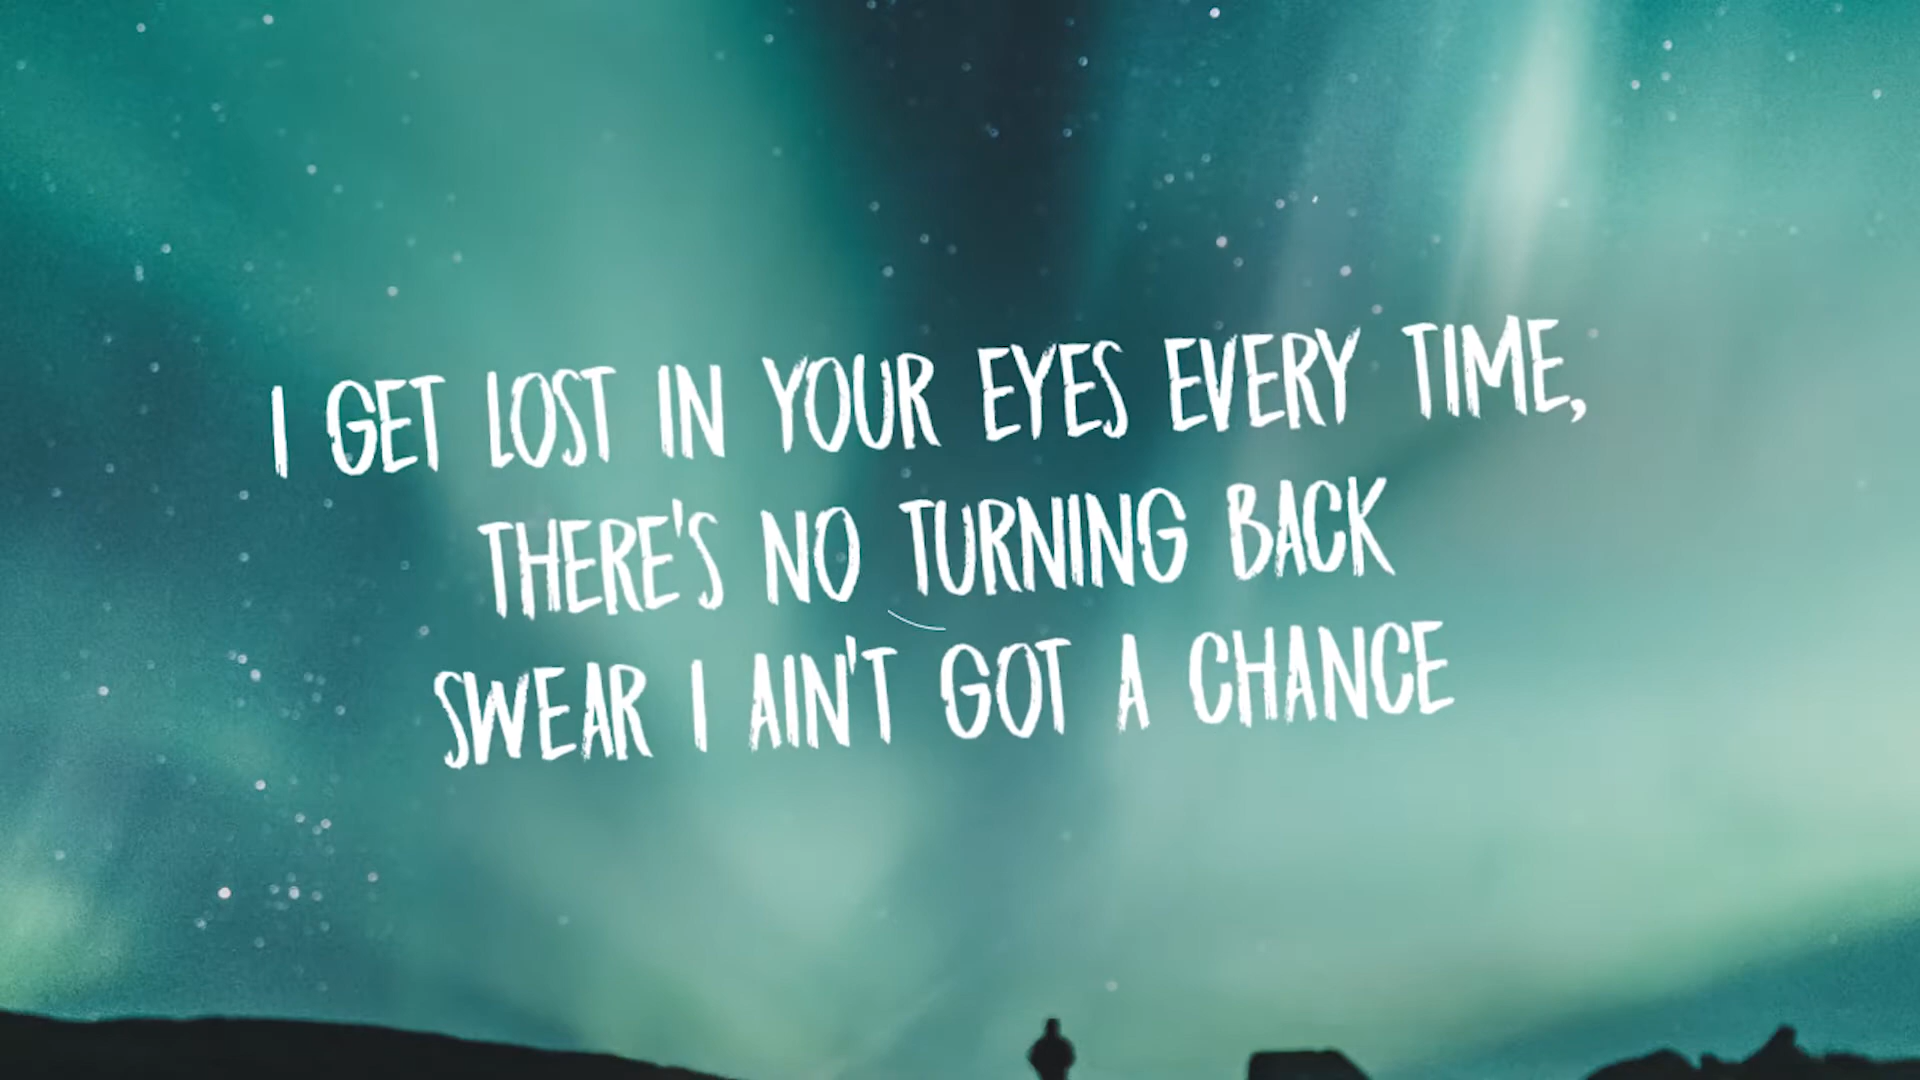 I GET LOST IN YOUR EYES EVERY TIME,
THERE'S NO TURNING BACK
SWEAR I AIN'T GOT A CHANCE